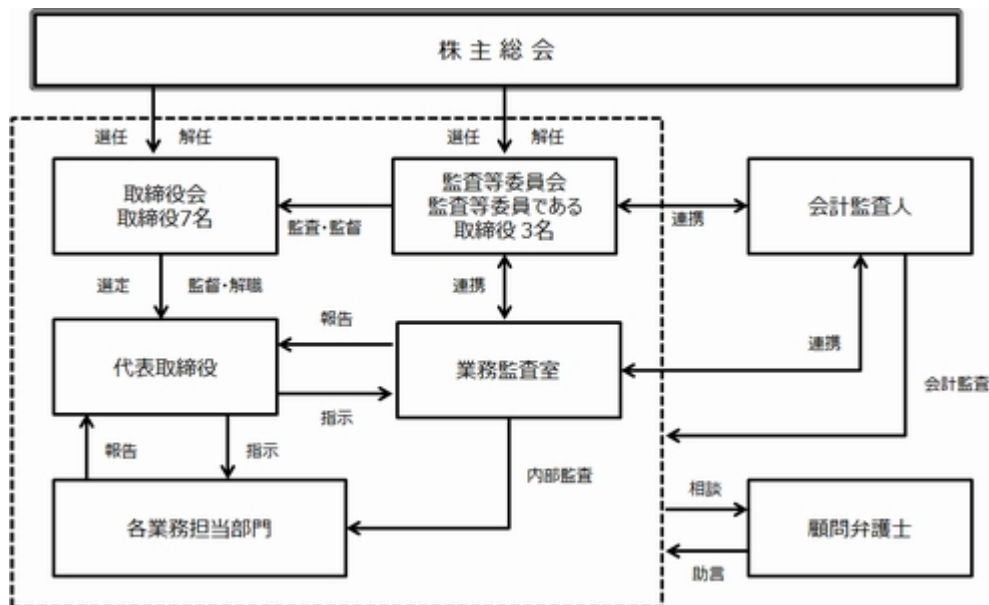 株主総会
選任 解任
選任 解任
取締役会
取締役7名
監査等委員会
監査等委員である
取締役 3名
会計監査人
監査・監督
連携
選定 監督・解職
連携
報告
連携
代表取締役
業務監査室
会計監査
指示
報告
指示
内部監査
相談
各業務担当部門
顧問弁護士
助言